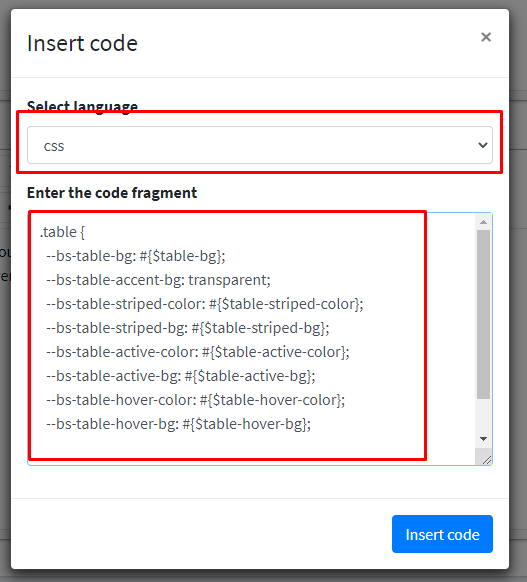 Insert code
×
Select language
css
Enter the code fragment
.table {
--bs-table-bg: #{$table-bg};
--bs-table-accent-bg: transparent;
--bs-table-striped-color: #{$table-striped-color};
--bs-table-striped-bg: #{$table-striped-bg};
--bs-table-active-color: #{$table-active-color};
--bs-table-active-bg: #{$table-active-bg};
--bs-table-hover-color: #{$table-hover-color};
--bs-table-hover-bg: #{$table-hover-bg};
Insert code